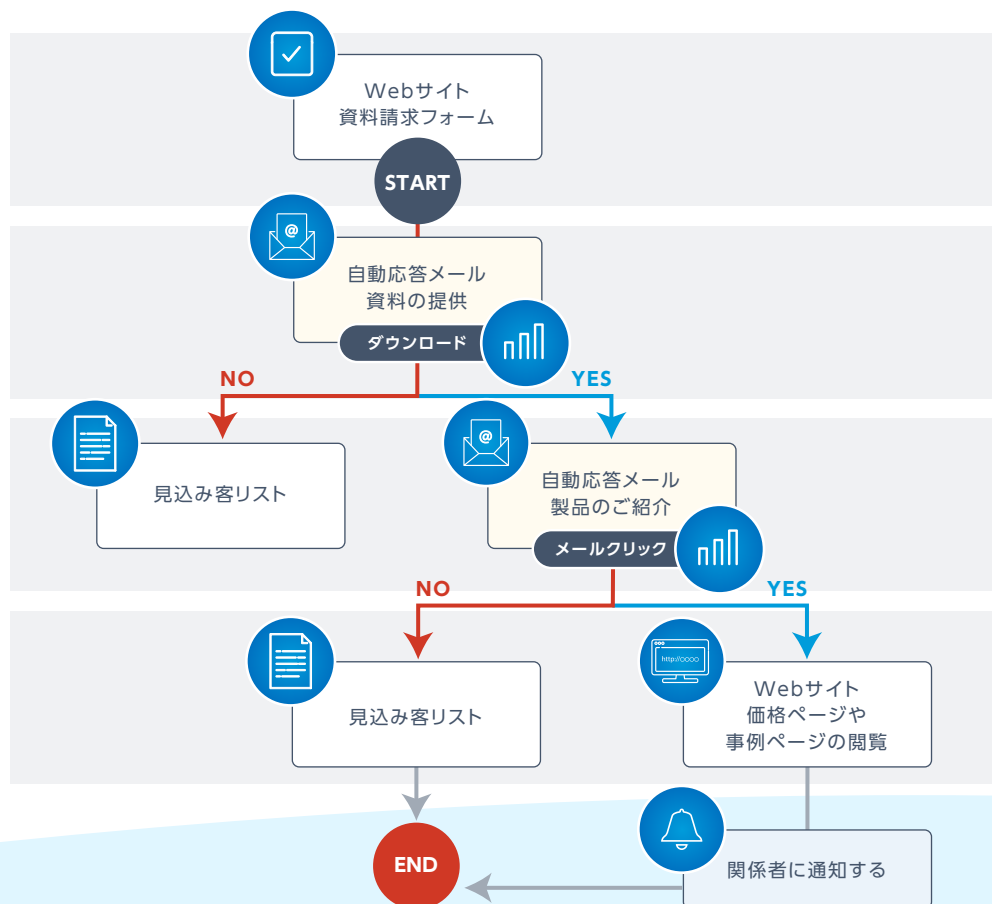 Webサイト
資料請求フォーム
START
@
自動応答メール
資料の提供
ダウンロード
NO
YES
見込み客リスト
@
自動応答メール
製品のご紹介
メールクリック
NO
YES
見込み客リスト
http://OOOO
Webサイト
価格ページや
事例ページの閲覧
END
関係者に通知する